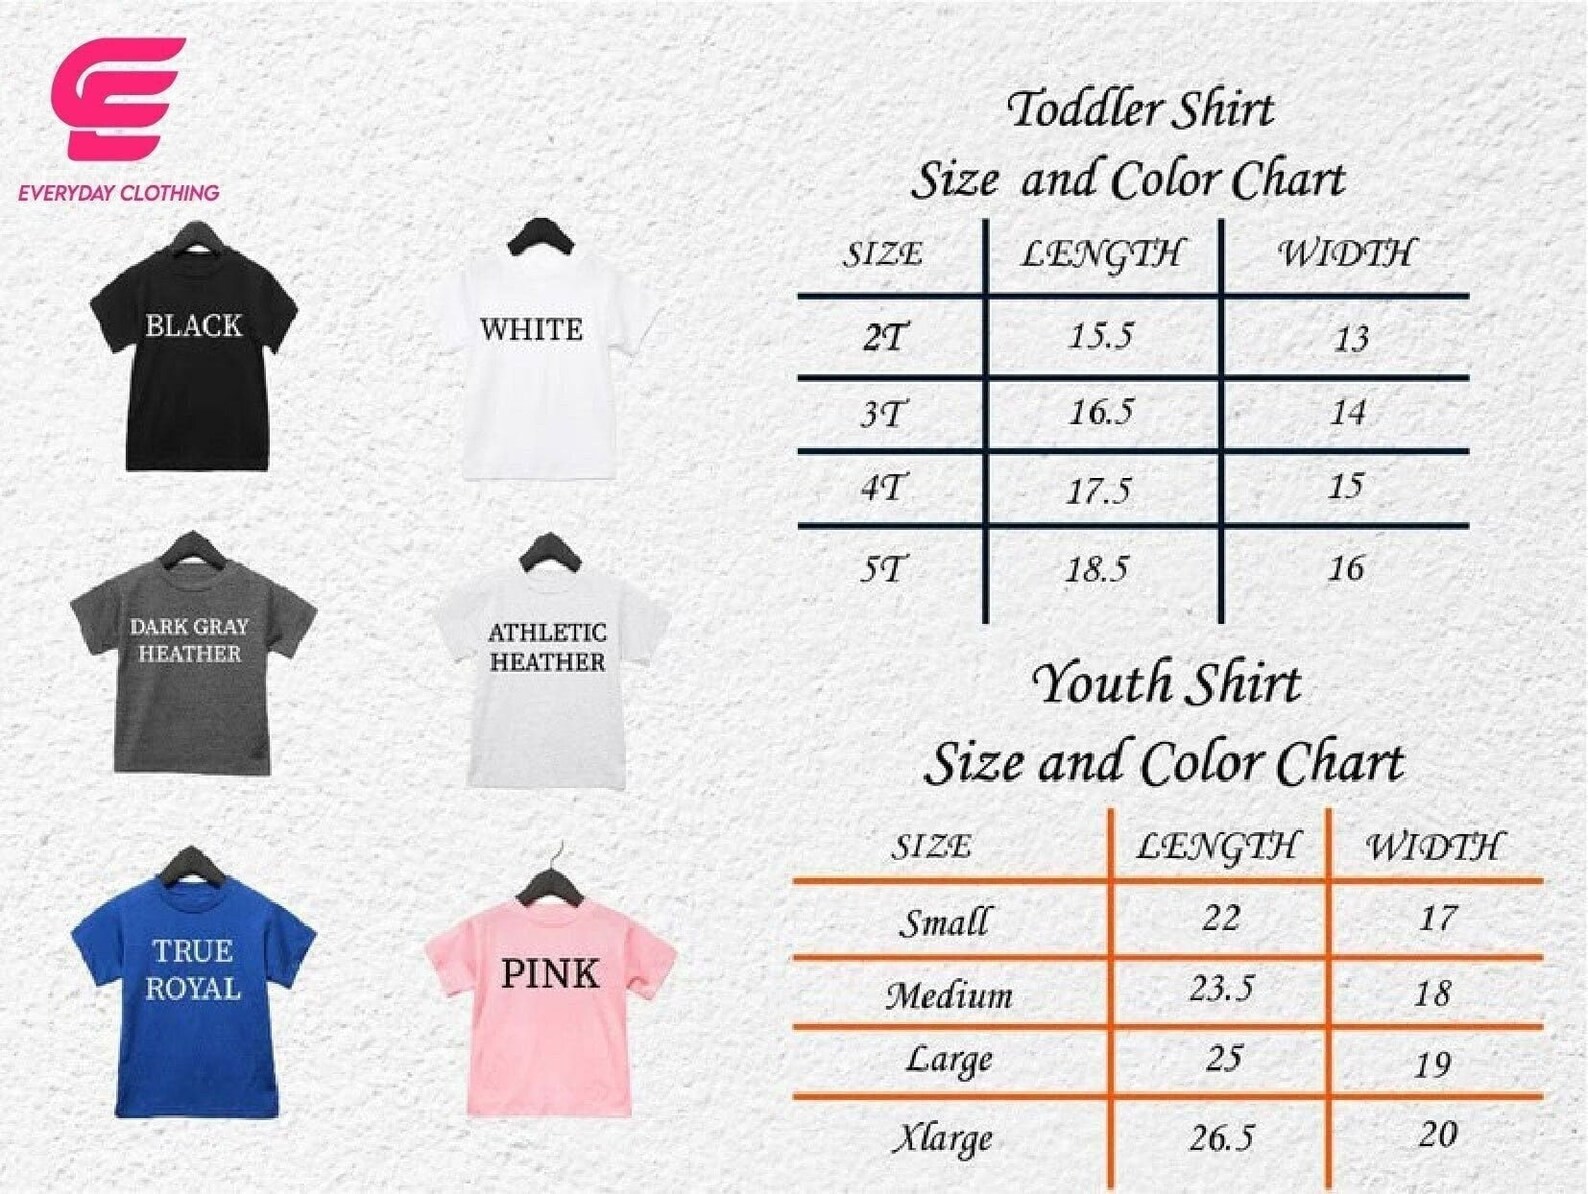 EVERYDAY CLOTHING
BLACK
WHITE
DARK GRAY
HEATHER
ATHLETIC
HEATHER
TRUE
ROYAL
PINK
Toddler Shirt
Size and Color Chart
SIZE LENGTH WIDTH
2T 15.5 13
3T 16.5 14
4T 17.5 15
5T 18.5 16
Youth Shirt
Size and Color Chart
SIZE LENGTH WIDTH
Small 22 17
Medium 23.5 18
Large 25 19
Xlarge 26.5 20